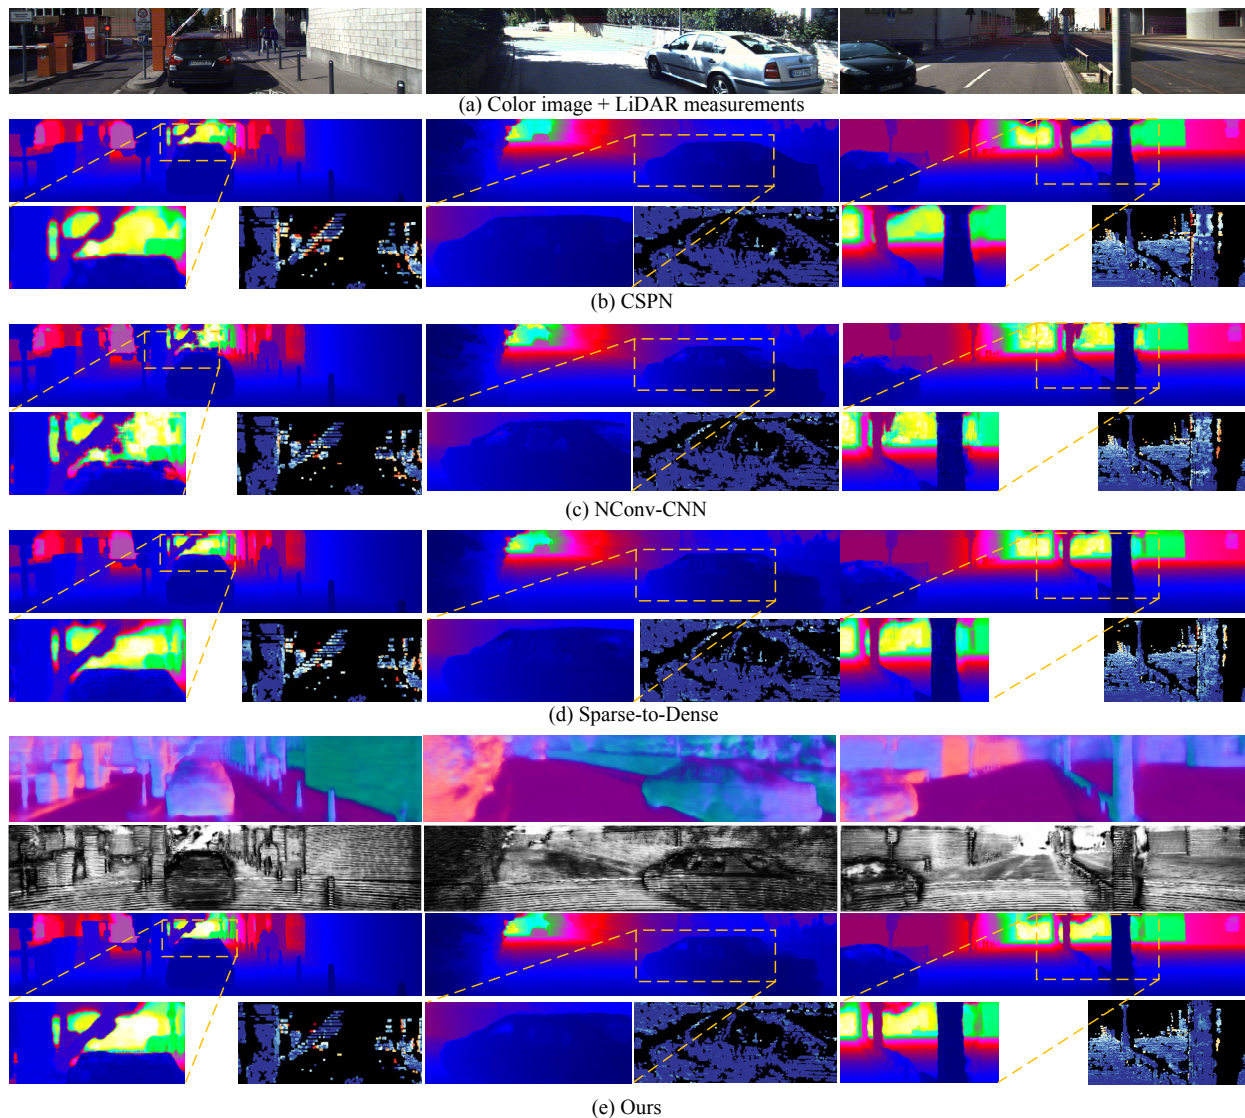 (a) Color image + LiDAR measurements
(b) CSPN
(c) NConv-CNN
(d) Sparse-to-Dense
(e) Ours